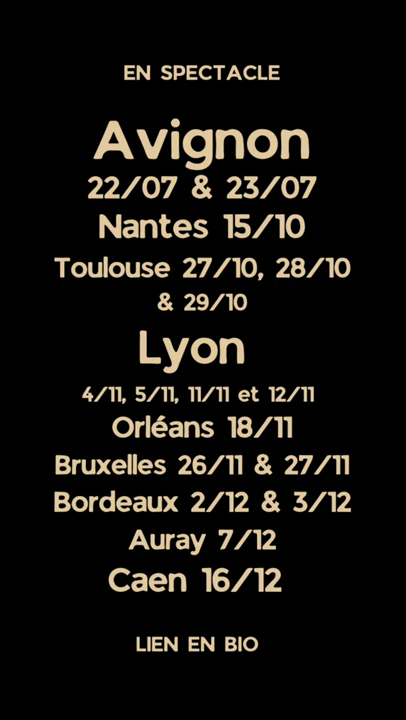 EN SPECTACLE
Avignon
22/07 & 23/07
Nantes 15/10
Toulouse 27/10, 28/10
& 29/10
Lyon
4/11, 5/11, 11/11 et 12/11
Orléans 18/11
Bruxelles 26/11 & 27/11
Bordeaux 2/12 & 3/12
Auray 7/12
Caen 16/12
LIEN EN BIO